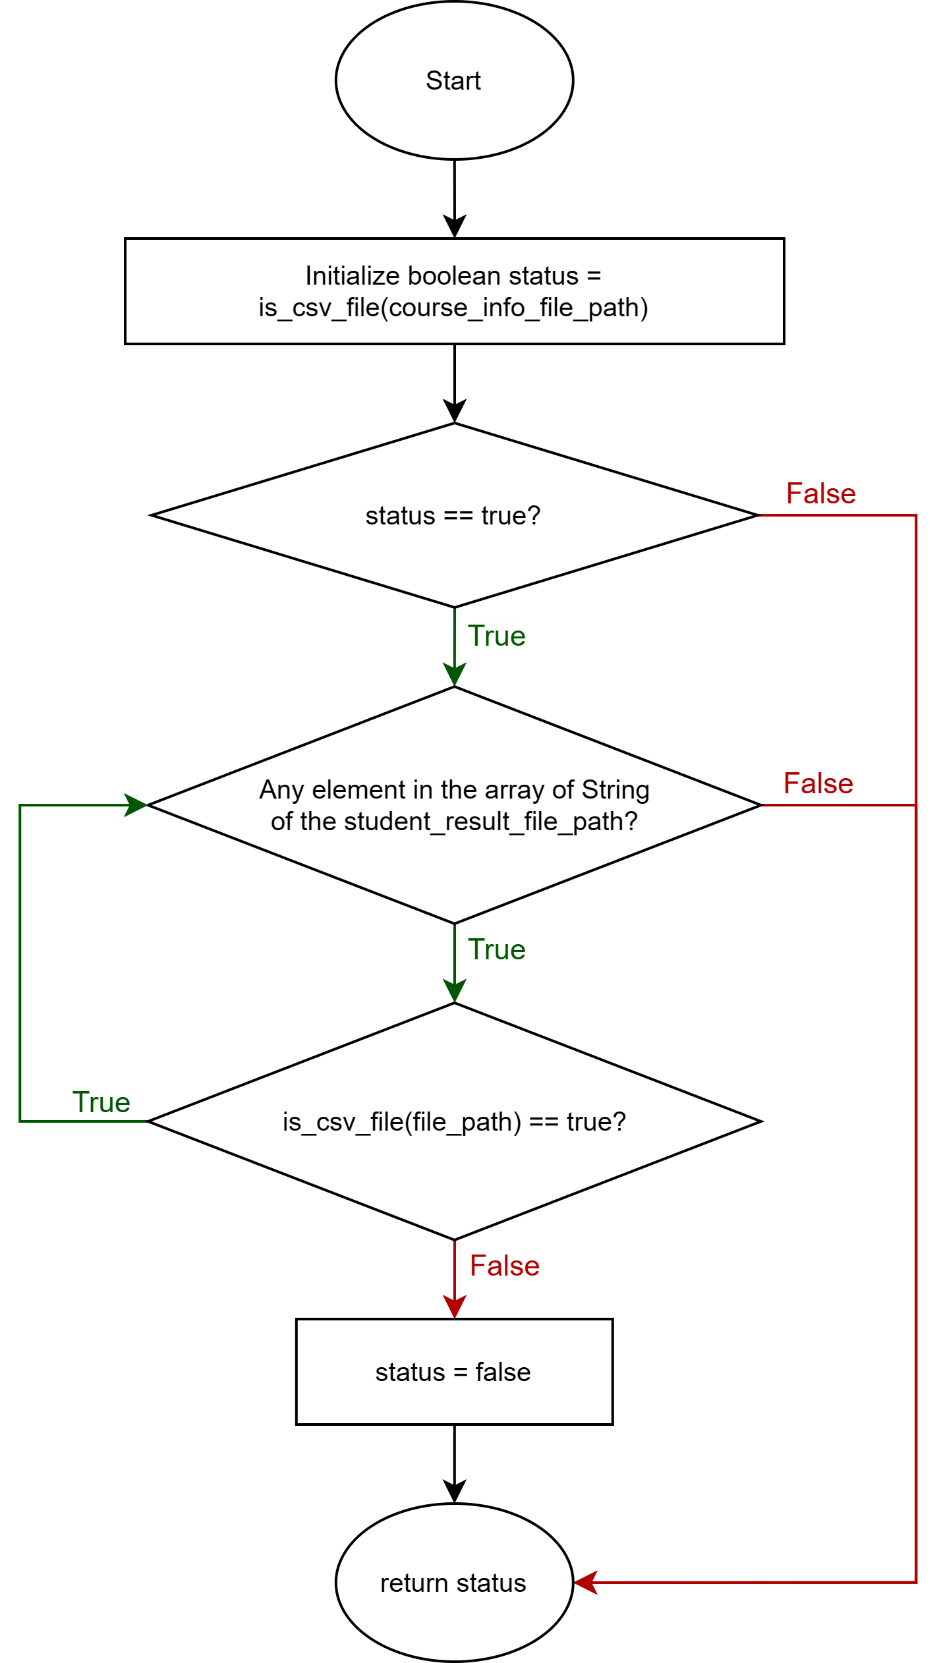 Start
Initialize boolean status =
is_csv_file(course_info_file_path)
status == true?
False
True
Any element in the array of String
of the student_result_file_path?
False
True
is_csv_file(file_path) == true?
True
False
status = false
return status